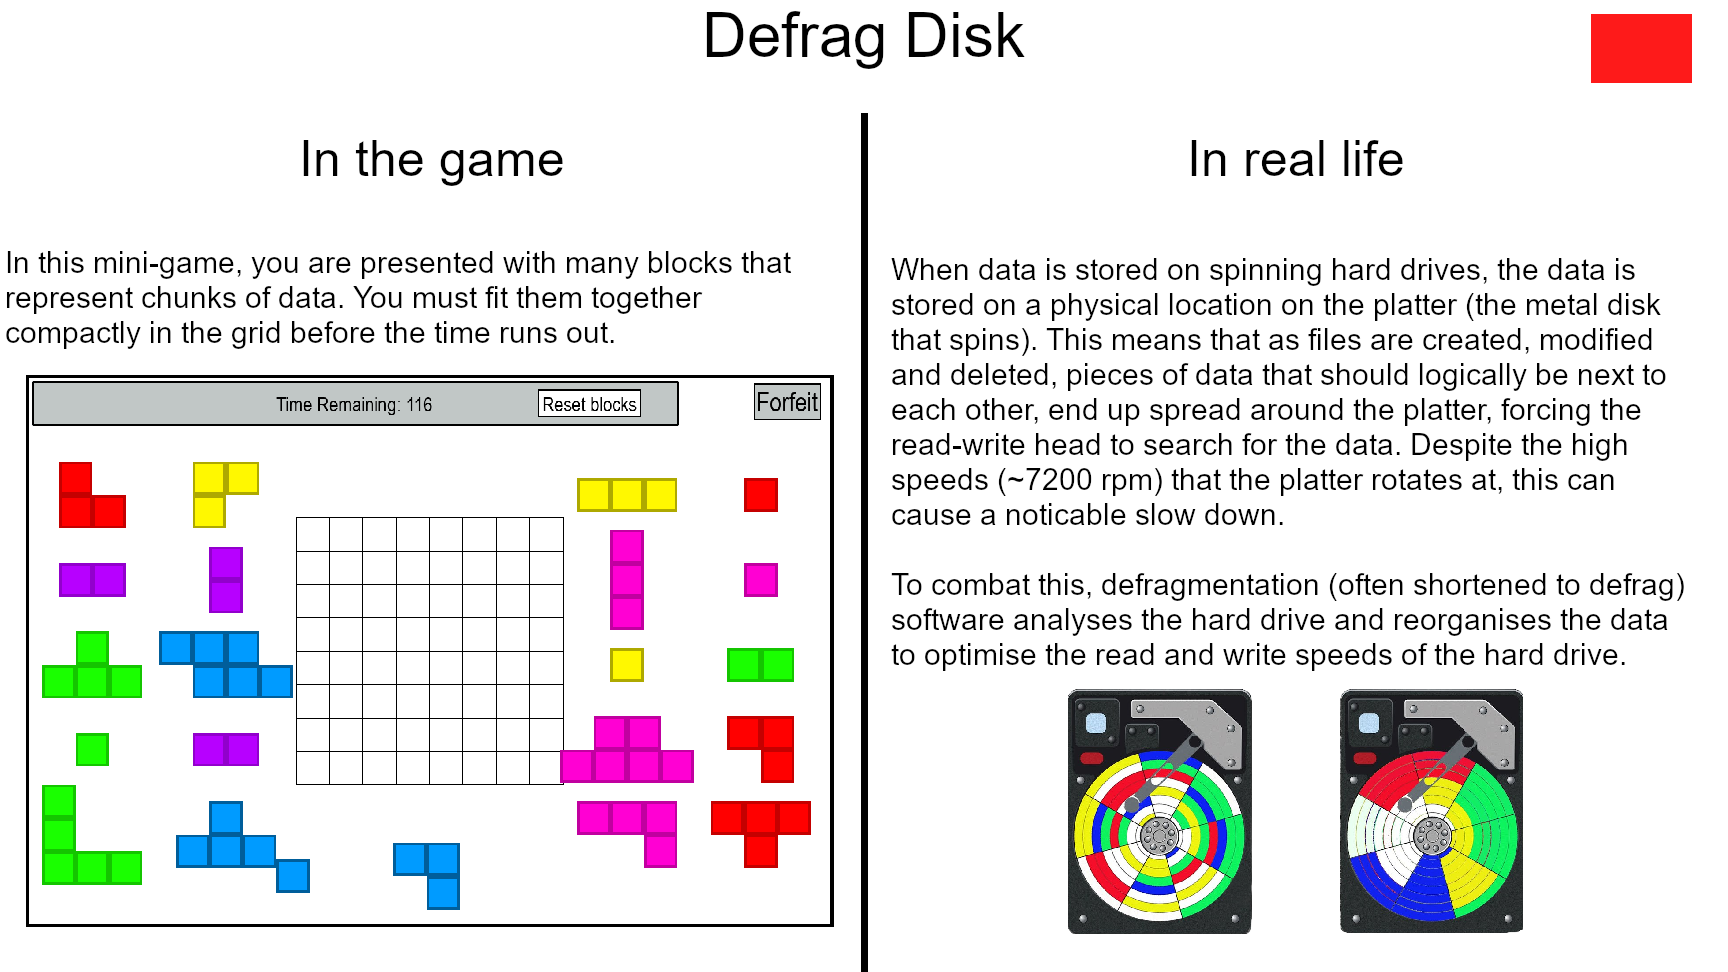 Defrag Disk
In the game
In this mini-game, you are presented with many blocks that
represent chunks of data. You must fit them together
compactly in the grid before the time runs out.
Time Remaining: 116
Reset blocks
Forfeit
In real life
When data is stored on spinning hard drives, the data is
stored on a physical location on the platter (the metal disk
that spins). This means that as files are created, modified
and deleted, pieces of data that should logically be next to
each other, end up spread around the platter, forcing the
read-write head to search for the data. Despite the high
speeds (~7200 rpm) that the platter rotates at, this can
cause a noticable slow down.
To combat this, defragmentation (often shortened to defrag)
software analyses the hard drive and reorganises the data
to optimise the read and write speeds of the hard drive.